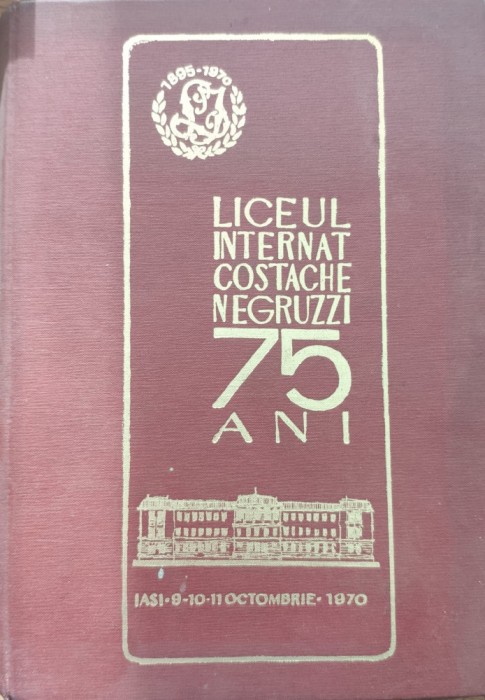 1895·1970
LICEUL
INTERNAT
COSTACHE
NEGRUZZI
75
ANI
IAȘI·9-10-11 OCTOMBRIE·1970